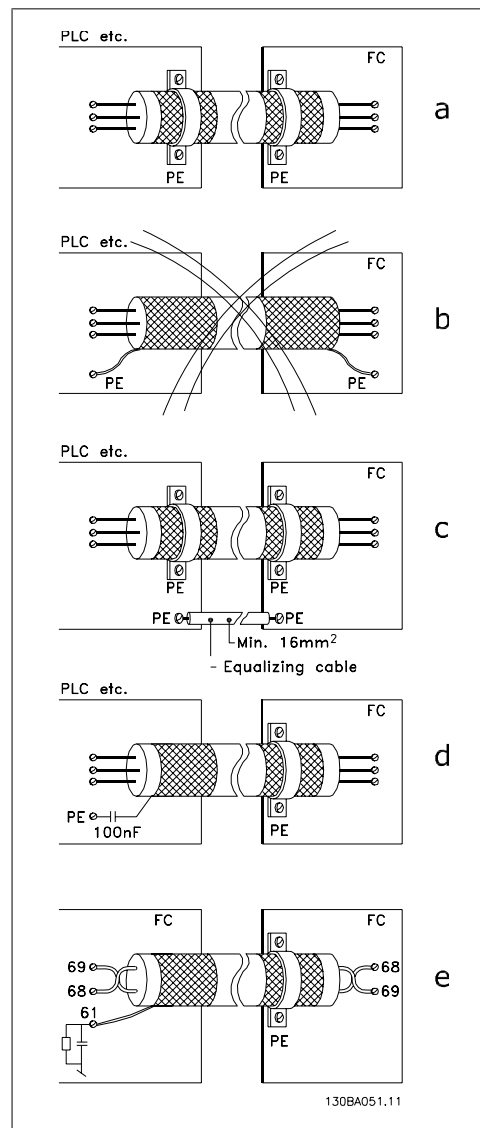 PLC etc.
FC
a
PE
PE
PLC etc.
FC
b
PE
PE
PLC etc.
FC
c
PE
PE
PE
PE
Min. 16mm²
- Equalizing cable
PLC etc.
FC
d
PE
100nF
PE
FC
FC
69
68
68
69
e
61
PE
130BA051.11